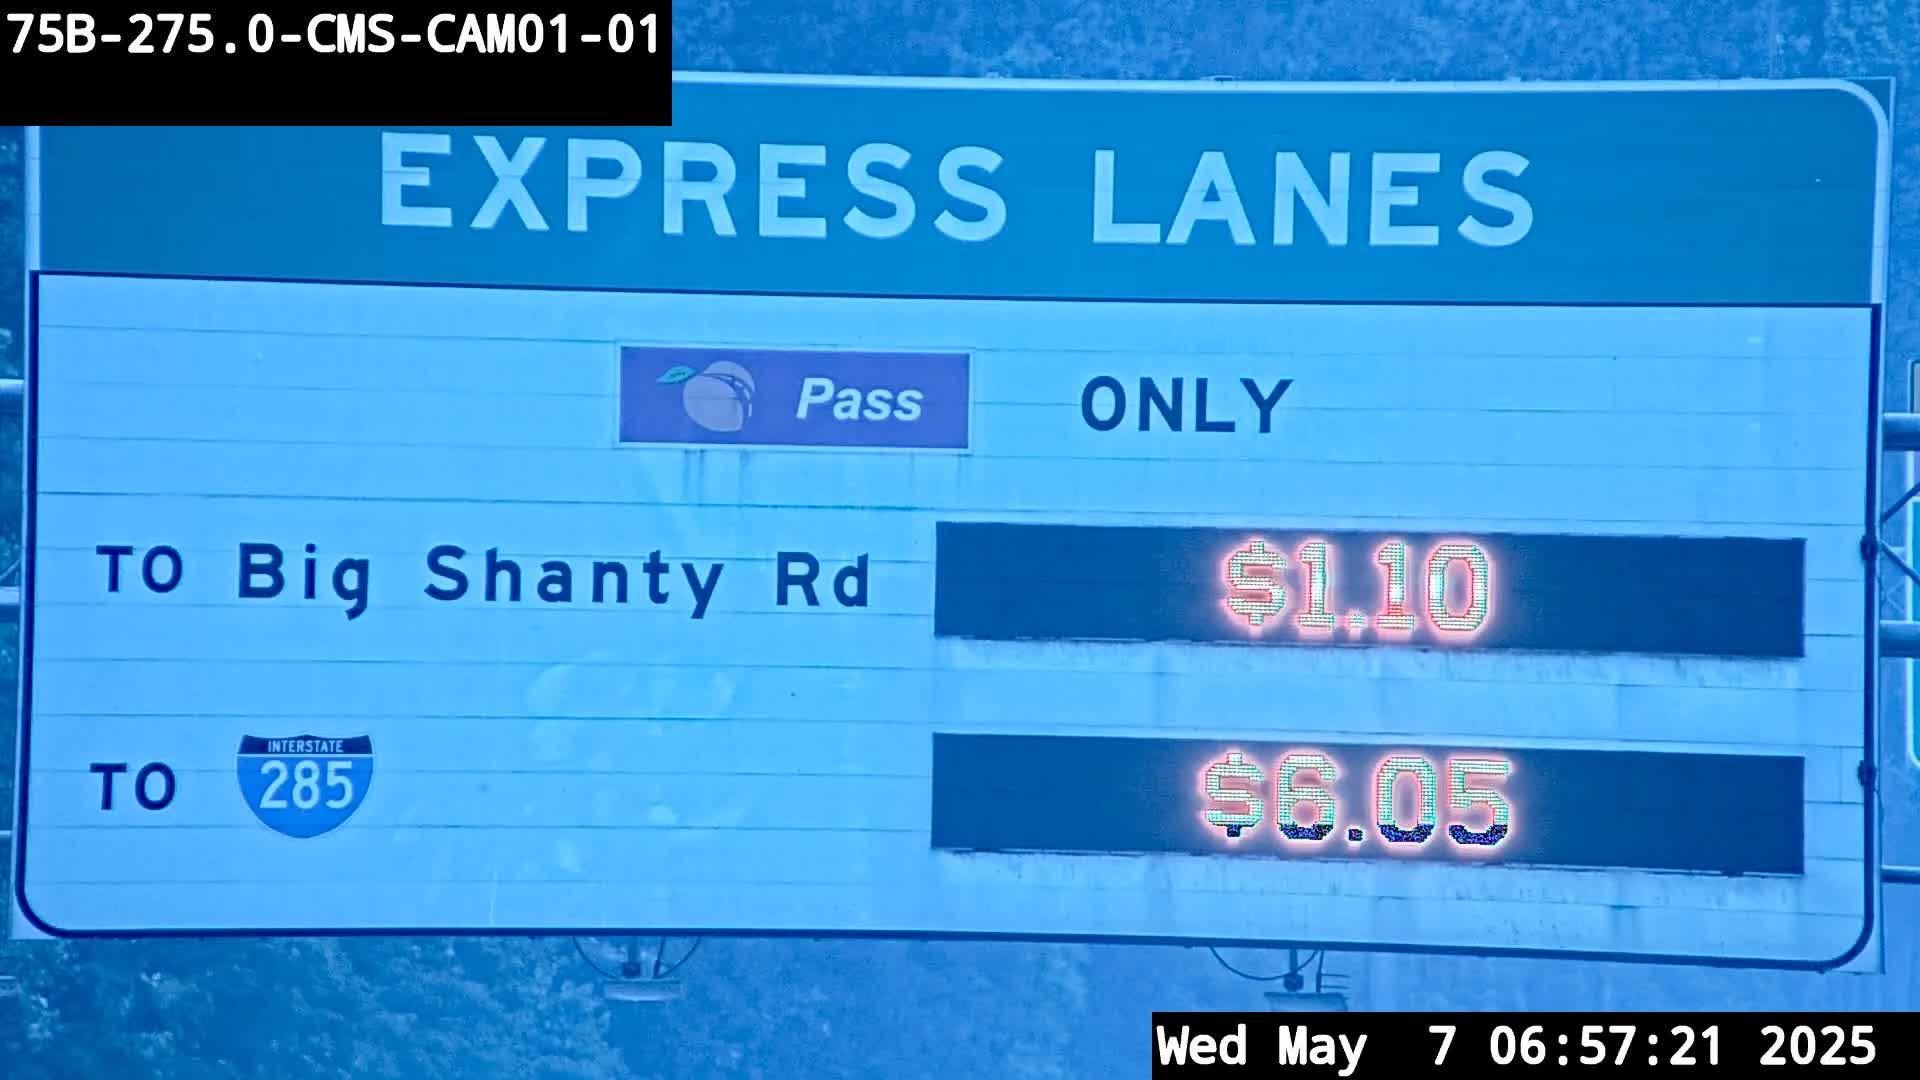 75B-275.0-CMS-CAM01-01
EXPRESS LANES
Pass ONLY
TO Big Shanty Rd $1.10
INTERSTATE
TO 285 $6.05
Wed May 7 06:57:21 2025